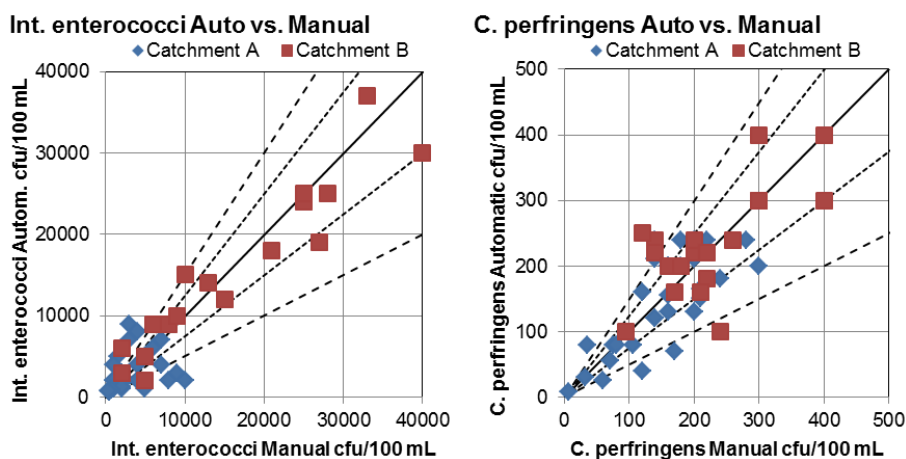 Int. enterococci Auto vs. Manual
Catchment A Catchment B
40000
30000
20000
10000
0
0 10000 20000 30000 40000
Int. enterococci Autom. cfu/100 mL
Int. enterococci Manual cfu/100 mL
C. perfringens Auto vs. Manual
Catchment A Catchment B
500
400
300
200
100
0
0 100 200 300 400 500
C. perfringens Automatic cfu/100 mL
C. perfringens Manual cfu/100 mL